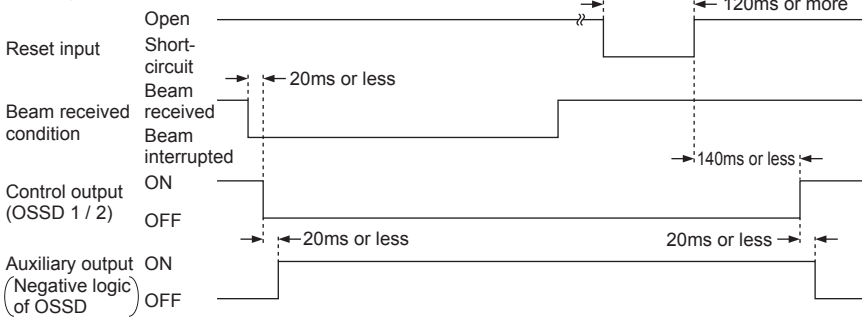 120ms or more
Open
Reset input
Short-
circuit
20ms or less
Beam
received
Beam received
condition
Beam
interrupted
140ms or less
Control output
(OSSD 1 / 2)
ON
OFF
20ms or less
20ms or less
Auxiliary output
ON
(Negative logic
of OSSD)
OFF